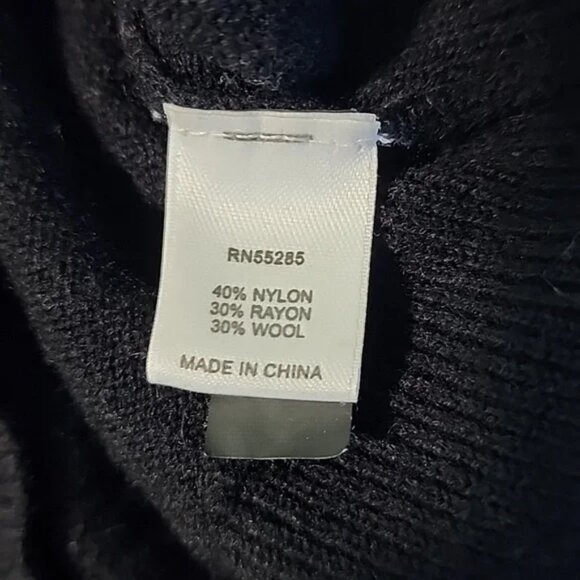 RN55285
40% NYLON
30% RAYON
30% WOOL
MADE IN CHINA